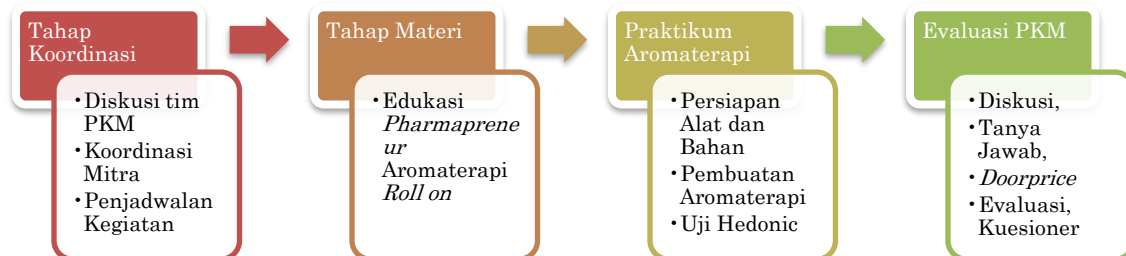 Tahap
Koordinasi
•Diskusi tim
PKM
•Koordinasi
Mitra
•Penjadwalan
Kegiatan
Tahap Materi
•Edukasi
Pharmaprene
ur
Aromaterapi
Roll on
Praktikum
Aromaterapi
•Persiapan
Alat dan
Bahan
•Pembuatan
Aromaterapi
•Uji Hedonic
Evaluasi PKM
•Diskusi,
•Tanya
Jawab,
•Doorprice
•Evaluasi,
Kuesioner